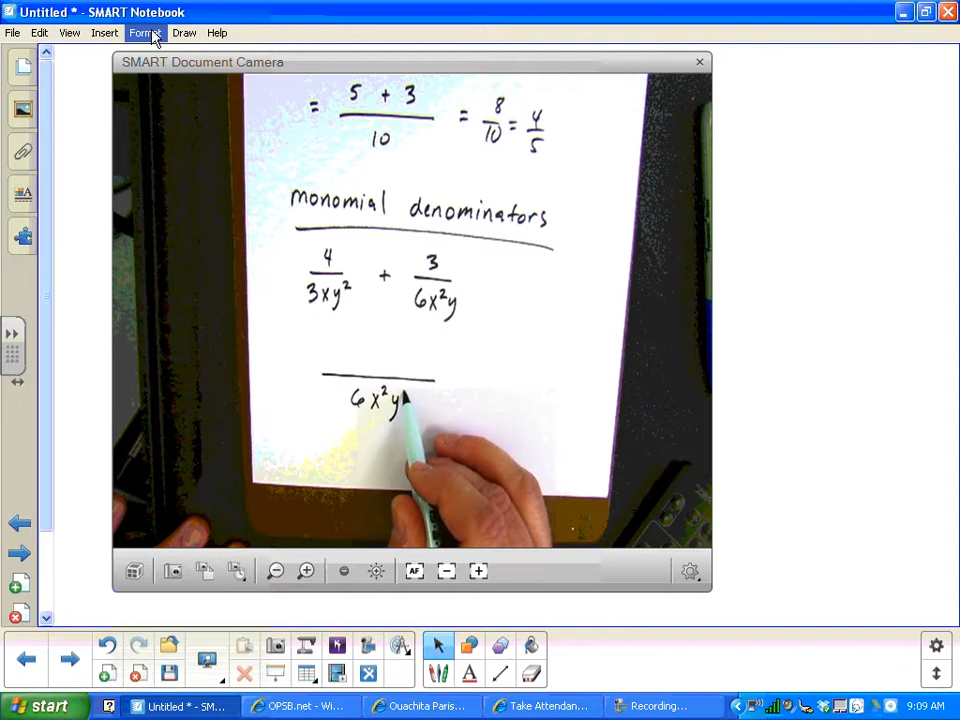 Untitled * - SMART Notebook
File Edit View Insert Format Draw Help
SMART Document Camera
= 5 + 3 / 10 = 8/10 = 4/5
monomial denominators
4/3xy² + 3/6x²y
6x²y
AF
start
Untitled * - SM...
OPSB.net - Wi...
Ouachita Paris...
Take Attendan...
Recording...
9:09 AM